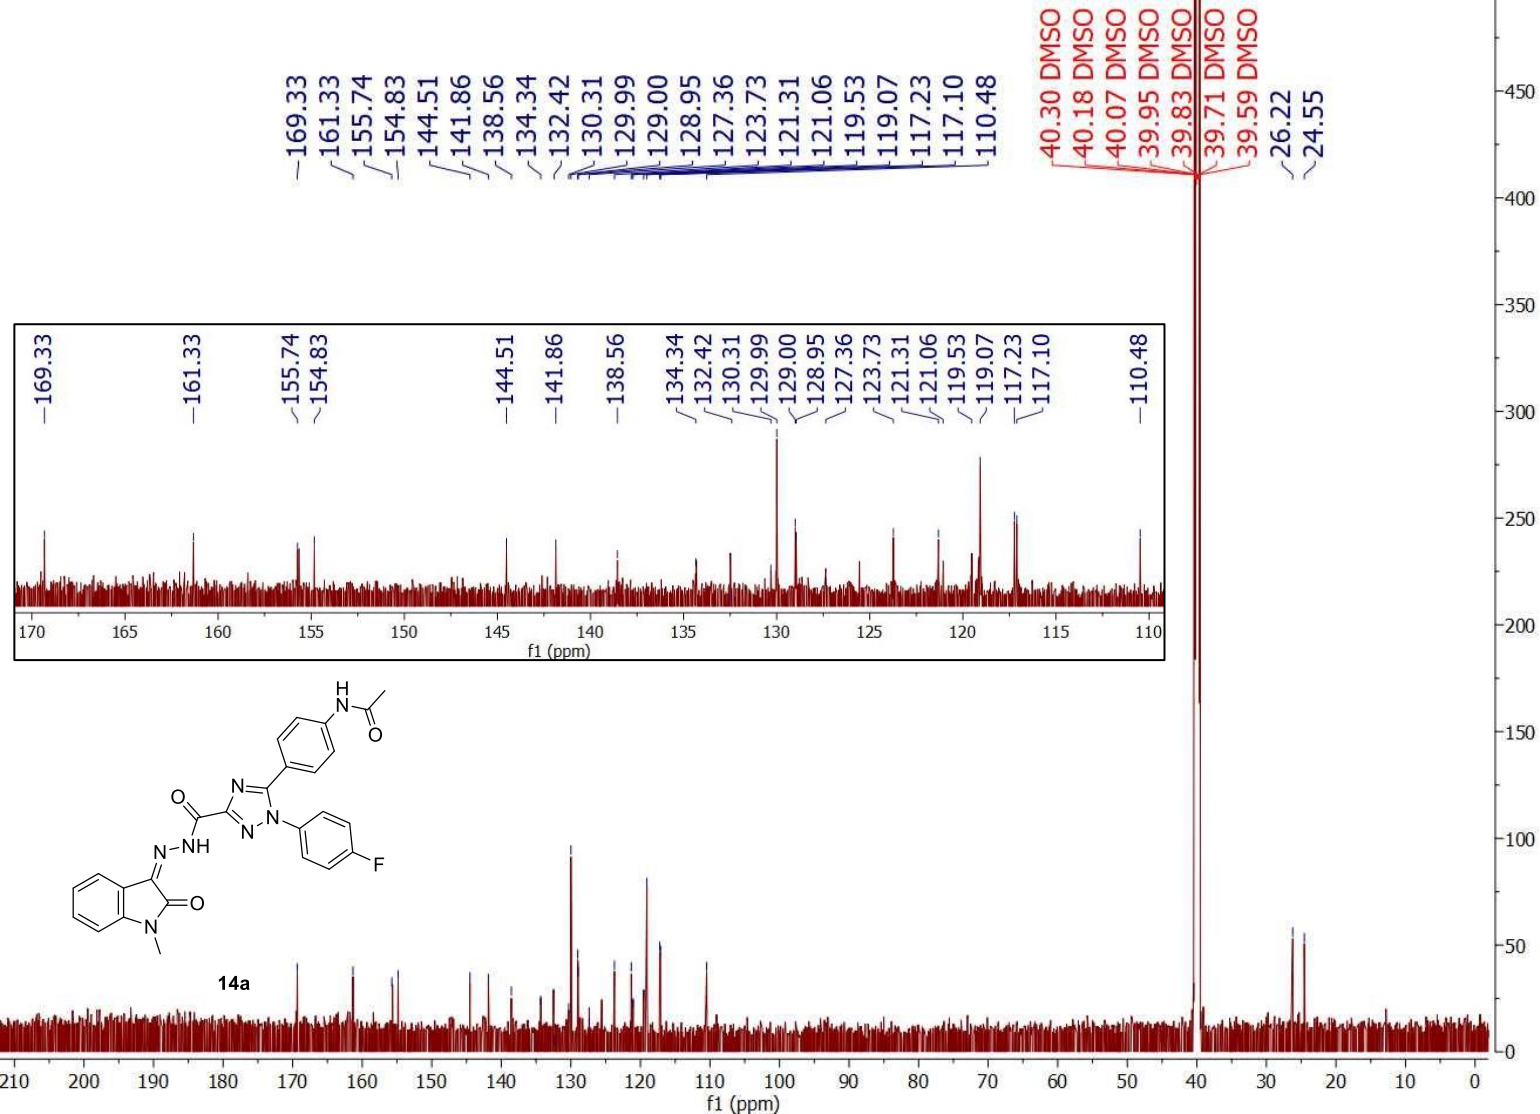 169.33
161.33
155.74
154.83
144.51
141.86
138.56
134.34
132.42
130.31
129.99
129.00
128.95
127.36
123.73
121.31
121.06
119.53
119.07
117.23
117.10
110.48
40.30 DMSO
40.18 DMSO
40.07 DMSO
39.95 DMSO
39.83 DMSO
39.71 DMSO
39.59 DMSO
26.22
24.55
450
400
350
300
250
200
150
100
50
0
169.33
161.33
155.74
154.83
144.51
141.86
138.56
134.34
132.42
130.31
129.99
129.00
128.95
127.36
123.73
121.31
121.06
119.53
119.07
117.23
117.10
110.48
170 165 160 155 150 145 140 135 130 125 120 115 110
f1 (ppm)
H
N
O
O
N
N
N
N
NH
F
O
N
14a
210 200 190 180 170 160 150 140 130 120 110 100 90 80 70 60 50 40 30 20 10 0
f1 (ppm)